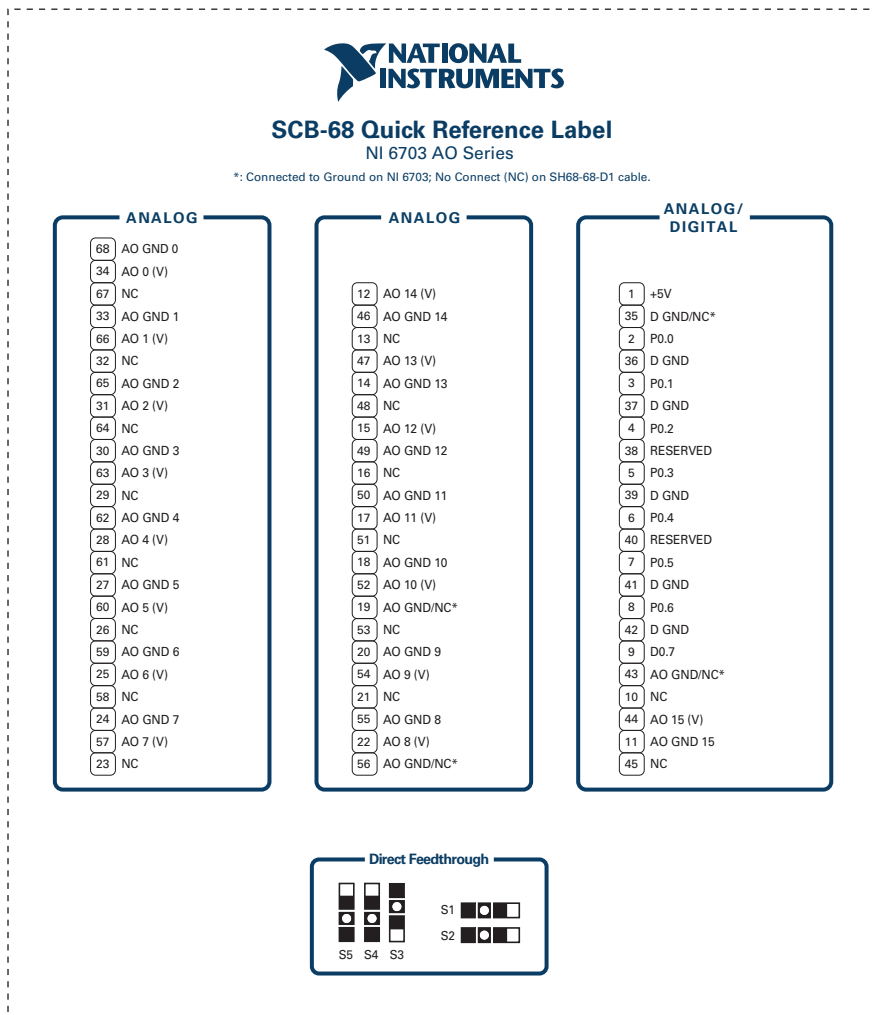 NATIONAL
INSTRUMENTS
SCB-68 Quick Reference Label
NI 6703 AO Series
*: Connected to Ground on NI 6703; No Connect (NC) on SH68-68-D1 cable.
ANALOG
68 AO GND 0
34 AO 0 (V)
67 NC
33 AO GND 1
66 AO 1 (V)
32 NC
65 AO GND 2
31 AO 2 (V)
64 NC
30 AO GND 3
63 AO 3 (V)
29 NC
62 AO GND 4
28 AO 4 (V)
61 NC
27 AO GND 5
60 AO 5 (V)
26 NC
59 AO GND 6
25 AO 6 (V)
58 NC
24 AO GND 7
57 AO 7 (V)
23 NC
ANALOG
12 AO 14 (V)
46 AO GND 14
13 NC
47 AO 13 (V)
14 AO GND 13
48 NC
15 AO 12 (V)
49 AO GND 12
16 NC
50 AO GND 11
17 AO 11 (V)
51 NC
18 AO GND 10
52 AO 10 (V)
19 AO GND/NC*
53 NC
20 AO GND 9
54 AO 9 (V)
21 NC
55 AO GND 8
22 AO 8 (V)
56 AO GND/NC*
ANALOG/
DIGITAL
1 +5V
35 D GND/NC*
2 P0.0
36 D GND
3 P0.1
37 D GND
4 P0.2
38 RESERVED
5 P0.3
39 D GND
6 P0.4
40 RESERVED
7 P0.5
41 D GND
8 P0.6
42 D GND
9 D0.7
43 AO GND/NC*
10 NC
44 AO 15 (V)
11 AO GND 15
45 NC
Direct Feedthrough
S5 S4 S3
S1
S2